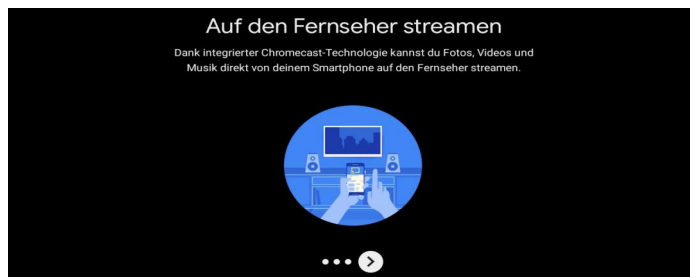 Auf den Fernseher streamen
Dank integrierter Chromecast-Technologie kannst du Fotos, Videos und
Musik direkt von deinem Smartphone auf den Fernseher streamen.